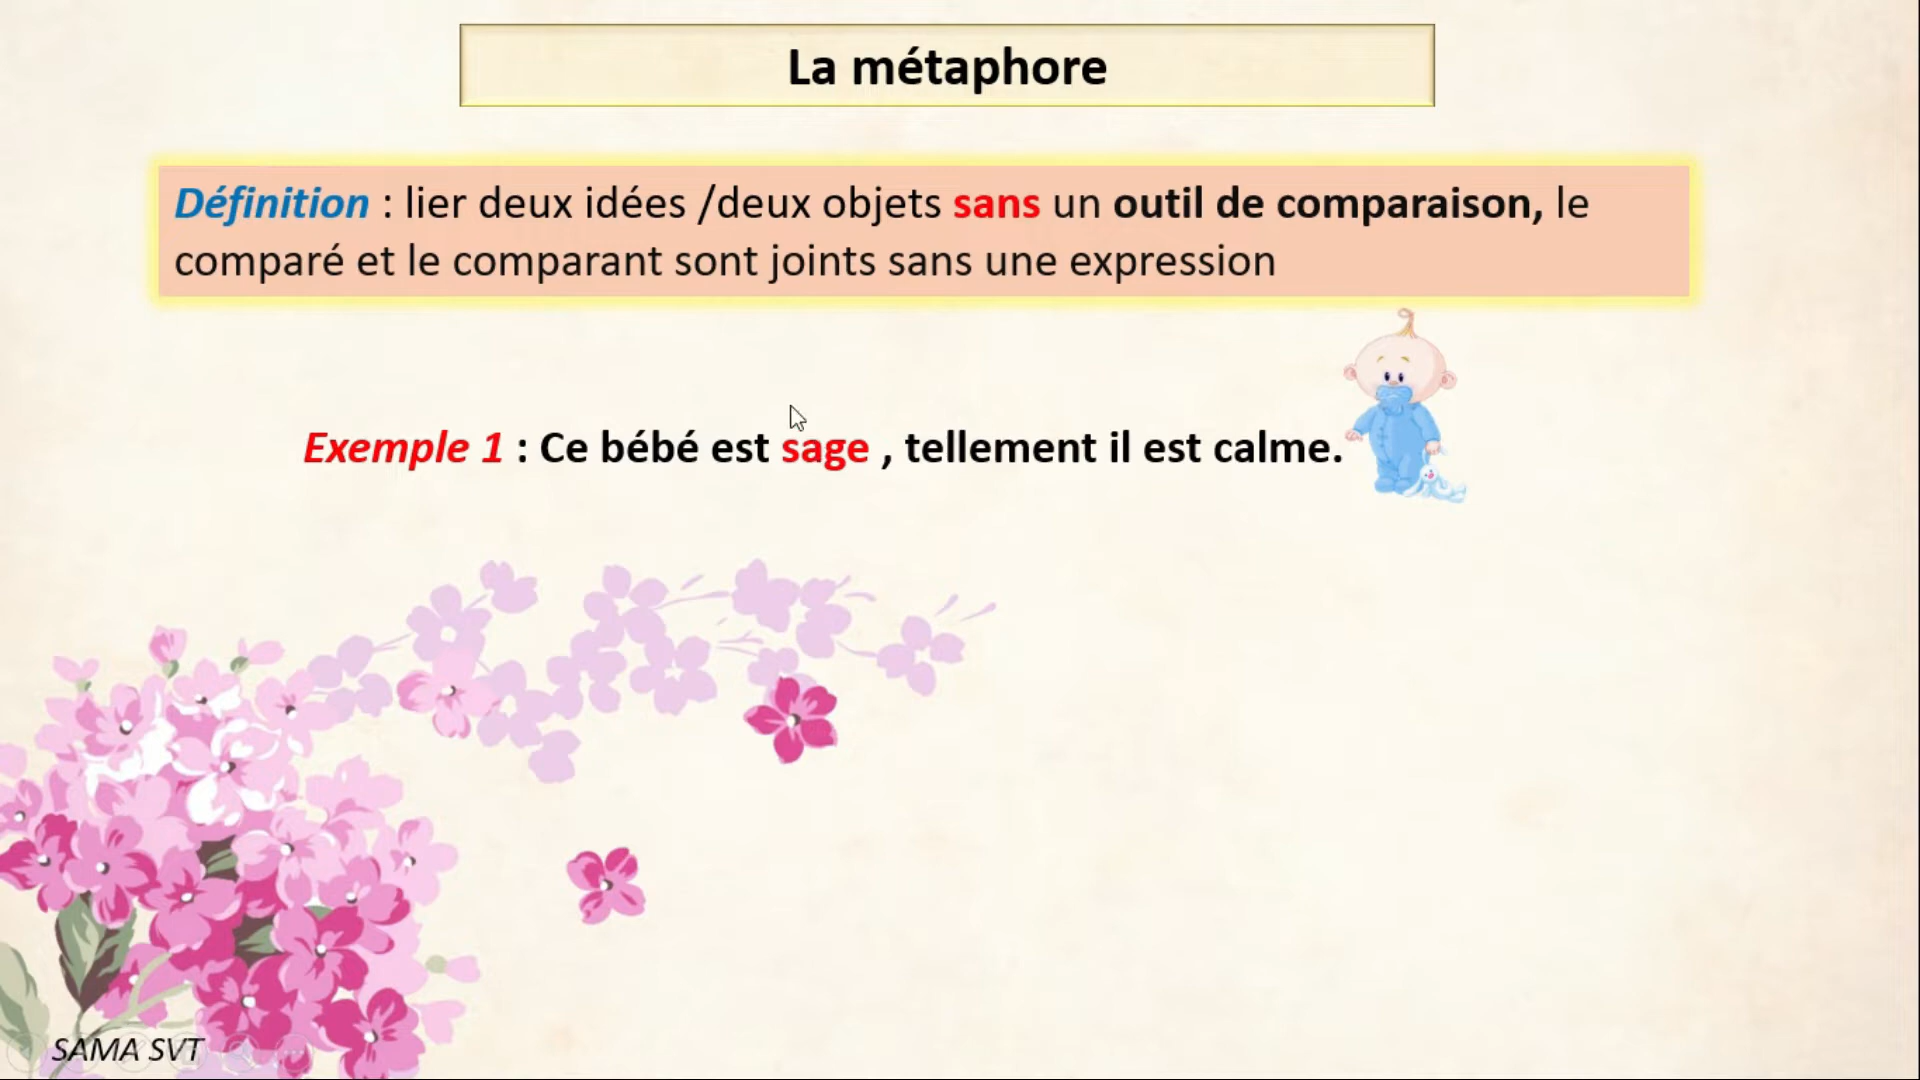 La métaphore
Définition : lier deux idées /deux objets sans un outil de comparaison, le
comparé et le comparant sont joints sans une expression
Exemple 1 : Ce bébé est sage , tellement il est calme.
SAMA SVT